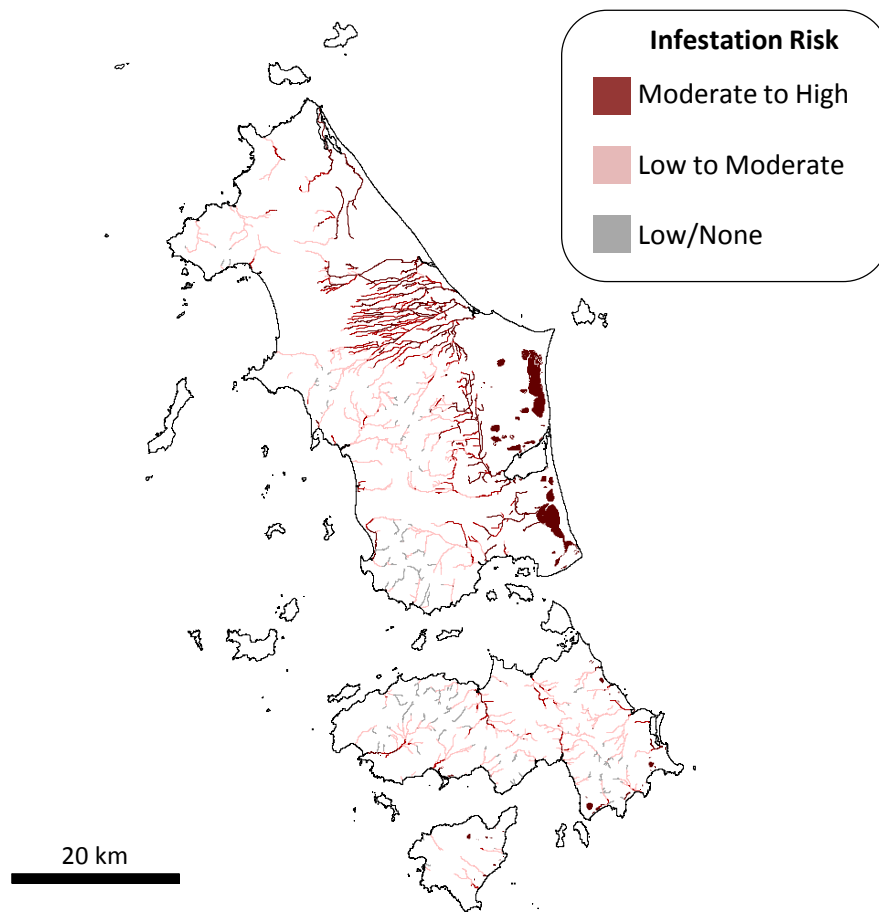 Infestation Risk
Moderate to High
Low to Moderate
Low/None
20 km